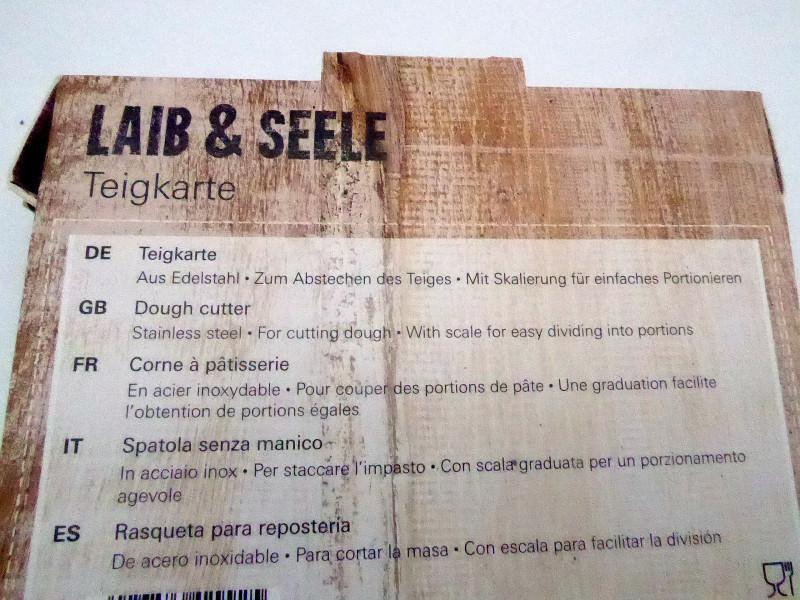 LAIB & SEELE
Teigkarte
DE Teigkarte
Aus Edelstahl • Zum Abstechen des Teiges • Mit Skalierung für einfaches Portionieren
GB Dough cutter
Stainless steel • For cutting dough • With scale for easy dividing into portions
FR Corne à pâtisserie
En acier inoxydable • Pour couper des portions de pâte • Une graduation facilite
l'obtention de portions égales
IT Spatola senza manico
In acciaio inox • Per staccare l'impasto • Con scala graduata per un porzionamento
agevole
ES Rasqueta para repostería
De acero inoxidable • Para cortar la masa • Con escala para facilitar la división